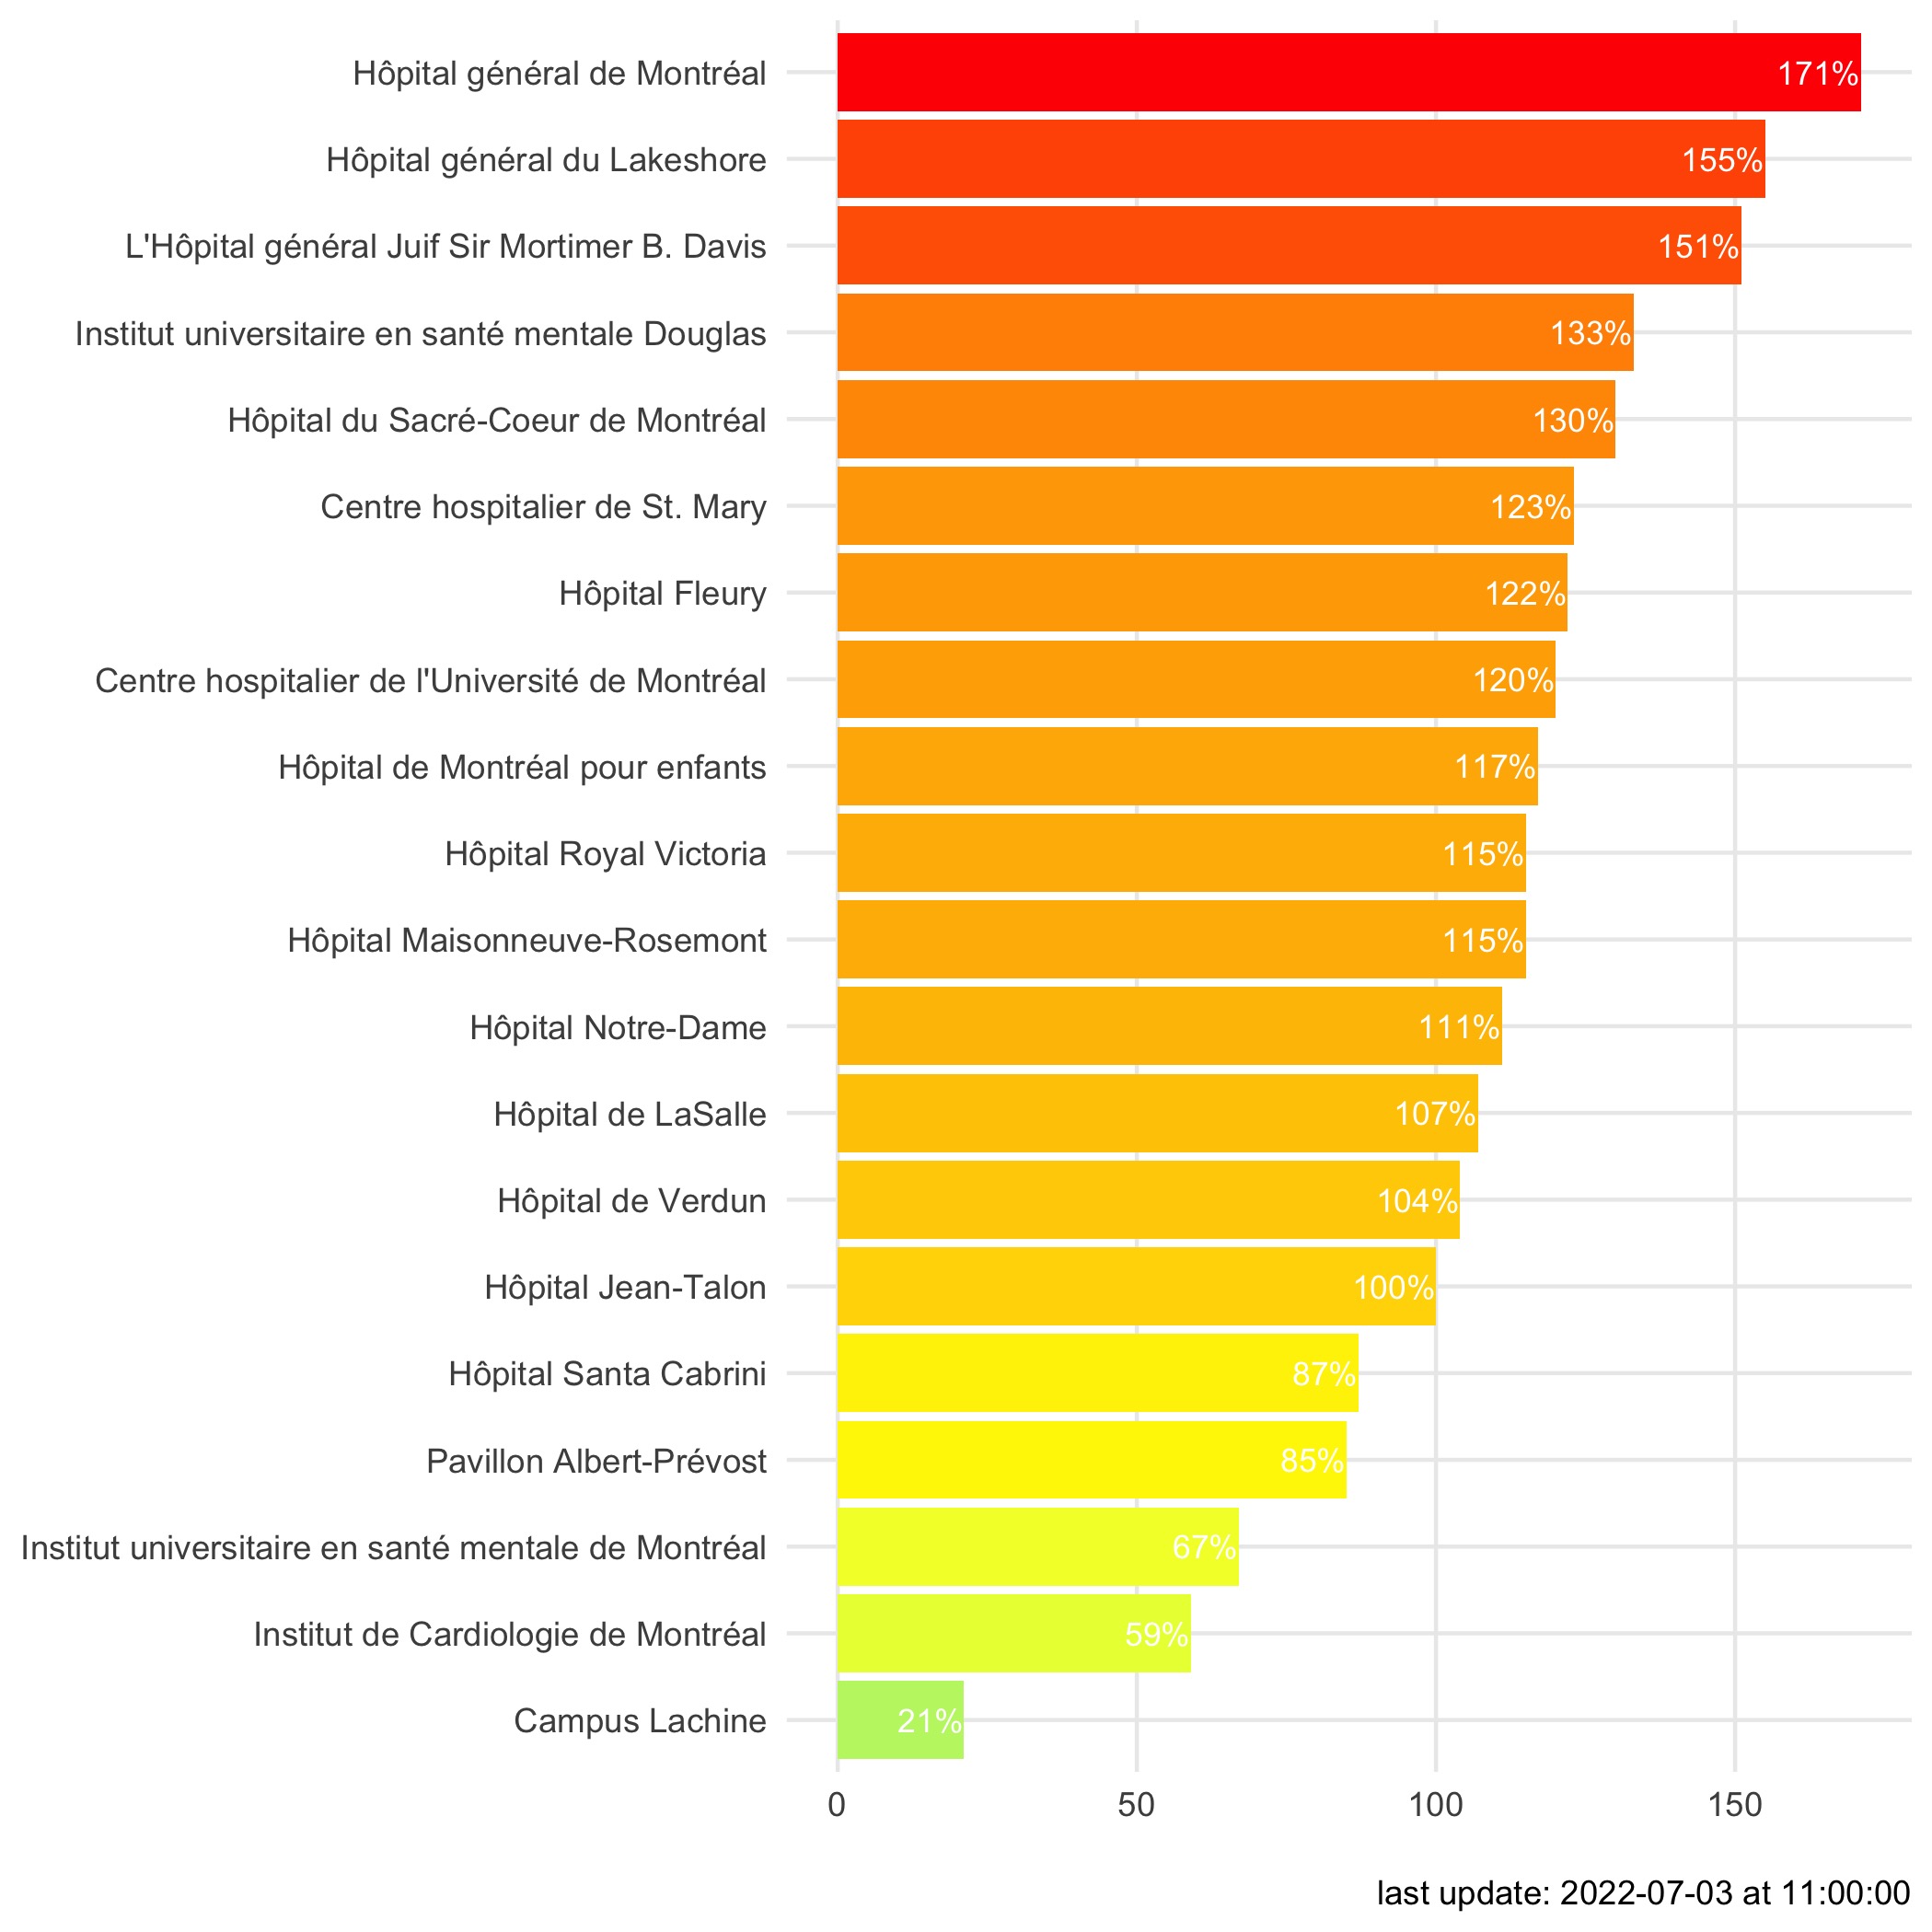 Hôpital général de Montréal 171%
Hôpital général du Lakeshore 155%
L'Hôpital général Juif Sir Mortimer B. Davis 151%
Institut universitaire en santé mentale Douglas 133%
Hôpital du Sacré-Coeur de Montréal 130%
Centre hospitalier de St. Mary 123%
Hôpital Fleury 122%
Centre hospitalier de l'Université de Montréal 120%
Hôpital de Montréal pour enfants 117%
Hôpital Royal Victoria 115%
Hôpital Maisonneuve-Rosemont 115%
Hôpital Notre-Dame 111%
Hôpital de LaSalle 107%
Hôpital de Verdun 104%
Hôpital Jean-Talon 100%
Hôpital Santa Cabrini 87%
Pavillon Albert-Prévost 85%
Institut universitaire en santé mentale de Montréal 67%
Institut de Cardiologie de Montréal 59%
Campus Lachine 21%
0 50 100 150
last update: 2022-07-03 at 11:00:00